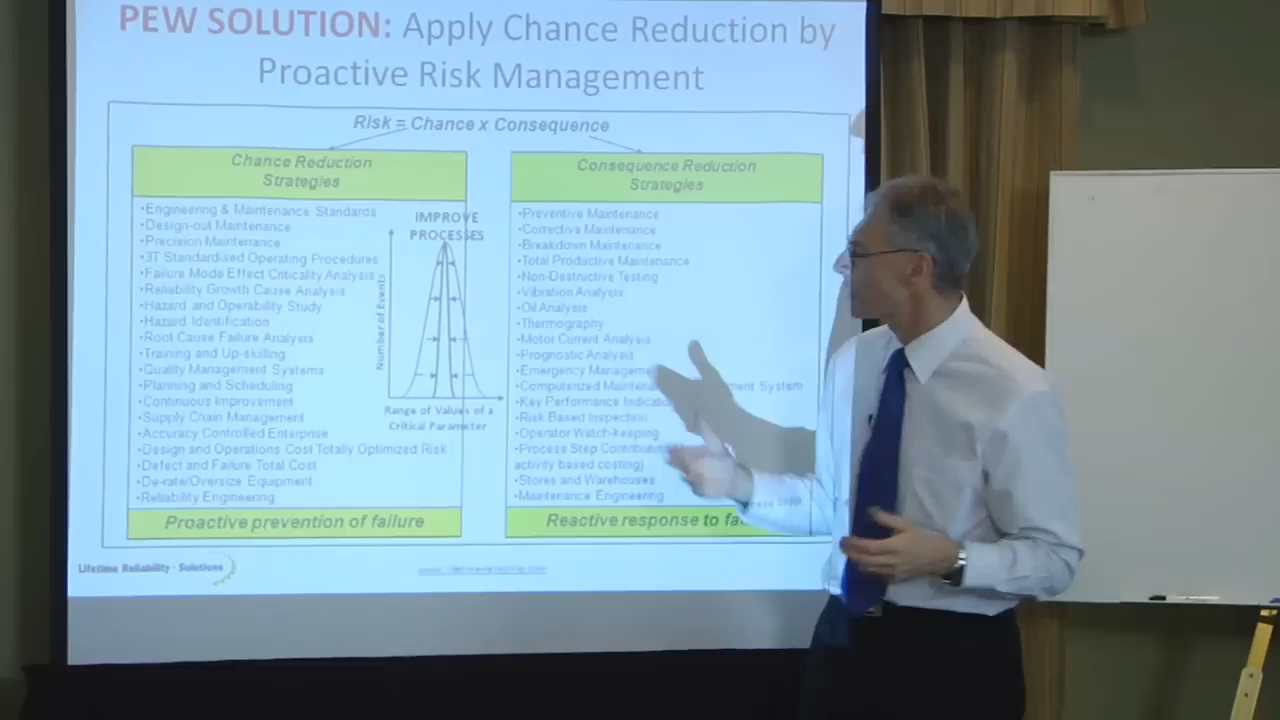 PEW SOLUTION: Apply Chance Reduction by
Proactive Risk Management
Risk = Chance x Consequence
Chance Reduction
Strategies
•Engineering & Maintenance Standards
•Design-out Maintenance
•Precision Maintenance
•3T Standardised Operating Procedures
•Failure Mode Effect Criticality Analysis
•Reliability Growth Cause Analysis
•Hazard and Operability Study
•Hazard Identification
•Root Cause Failure Analysis
•Training and Up-skilling
•Quality Management Systems
•Planning and Scheduling
•Continuous Improvement
•Supply Chain Management
•Accuracy Controlled Enterprise
•Design and Operations Cost Totally Optimized Risk
•Defect and Failure Total Cost
•De-rate/Oversize Equipment
•Reliability Engineering
Proactive prevention of failure
IMPROVE
PROCESSES
Number of Events
Range of Values of a
Critical Parameter
Consequence Reduction
Strategies
•Preventive Maintenance
•Corrective Maintenance
•Breakdown Maintenance
•Total Productive Maintenance
•Non-Destructive Testing
•Vibration Analysis
•Oil Analysis
•Thermography
•Motor Current Analysis
•Prognostic Analysis
•Emergency
•Computerized System
•Key Performance
•Risk Based Inspection
•Operator Watch-keeping
•Process Step
activity based costing)
•Stores and Warehouses
•Maintenance Engineering
Reactive response to
Lifetime Reliability Solutions